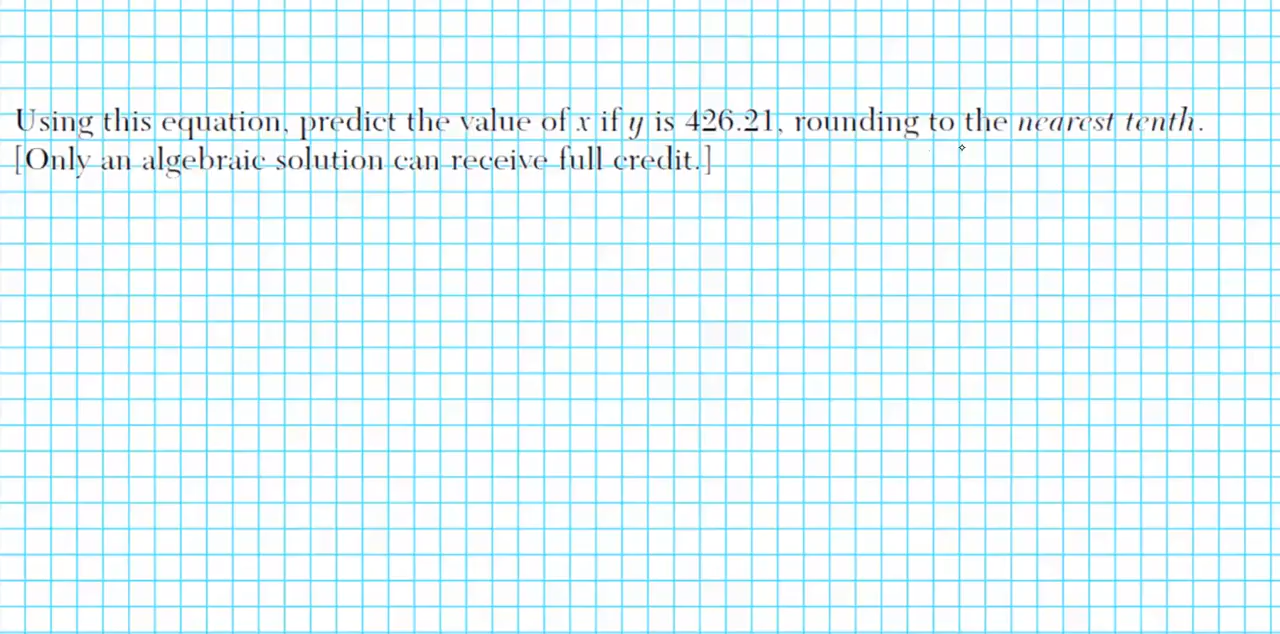 Using this equation, predict the value of x if y is 426.21, rounding to the nearest tenth.
[Only an algebraic solution can receive full credit.]